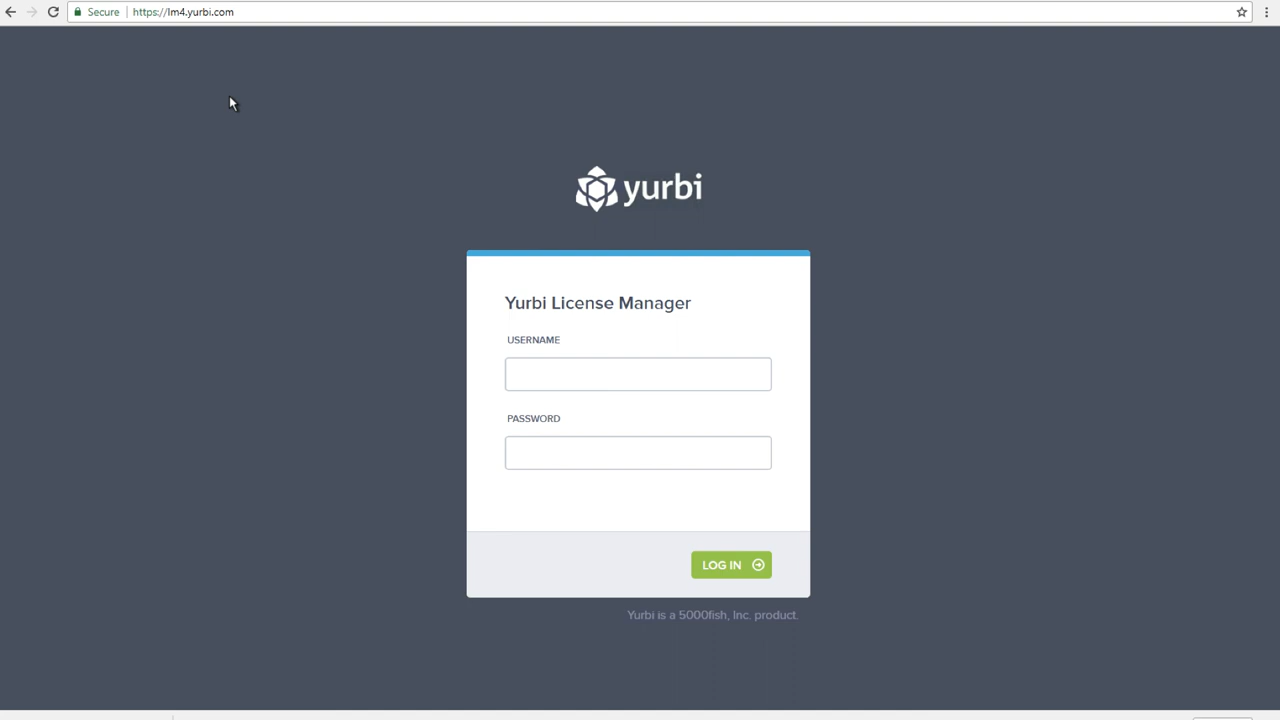 Secure https://lm4.yurbi.com
yurbi
Yurbi License Manager
USERNAME
PASSWORD
LOG IN
Yurbi is a 5000fish, Inc. product.